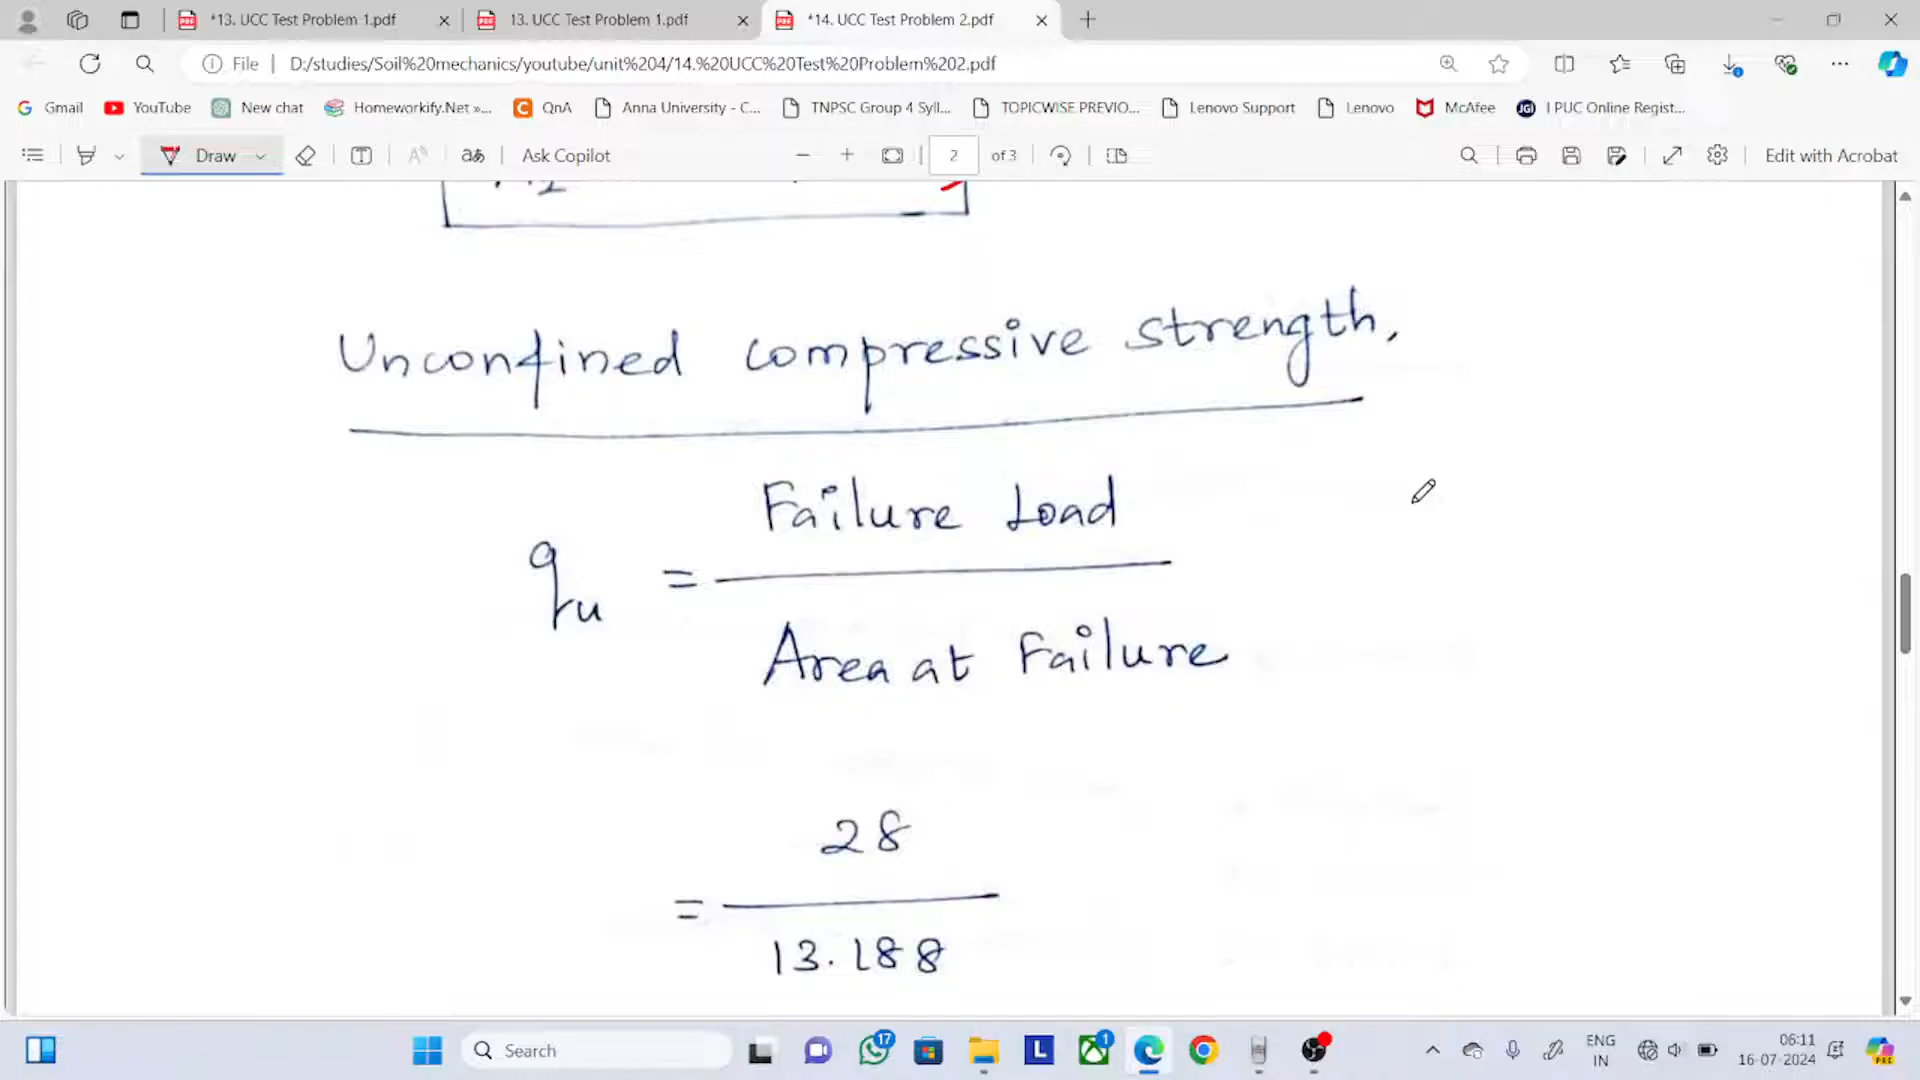 *13. UCC Test Problem 1.pdf
13. UCC Test Problem 1.pdf
*14. UCC Test Problem 2.pdf
File
D:/studies/Soil%20mechanics/youtube/unit%204/14.%20UCC%20Test%20Problem%202.pdf
Gmail
YouTube
New chat
Homeworkify.Net »...
QnA
Anna University - C...
TNPSC Group 4 Syll...
TOPICWISE PREVIO...
Lenovo Support
Lenovo
McAfee
I PUC Online Regist...
Draw
Ask Copilot
2 of 3
Edit with Acrobat
Unconfined compressive strength,
Failure Load
qu =
Area at Failure
28
=
13.188
Search
17
1
ENG
IN
06:11
16-07-2024